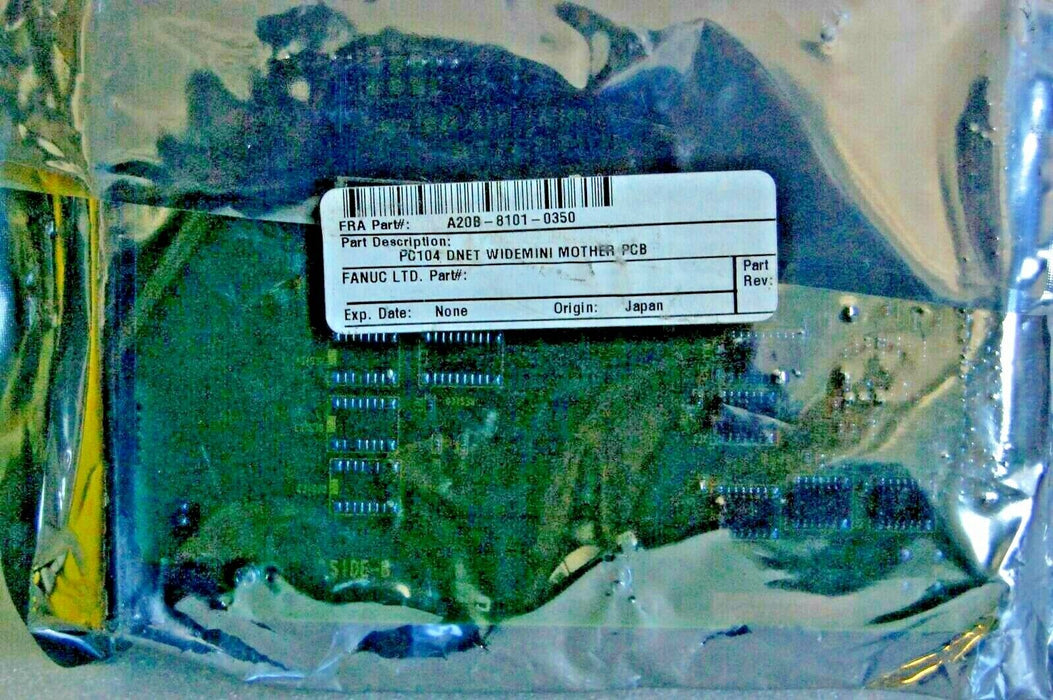 FRA Part#: A20B-8101-0350
Part Description:
PC104 DNET WIDEMINI MOTHER PCB
FANUC LTD. Part#:
Part
Rev:
Exp. Date: None Origin: Japan
SIDE-B